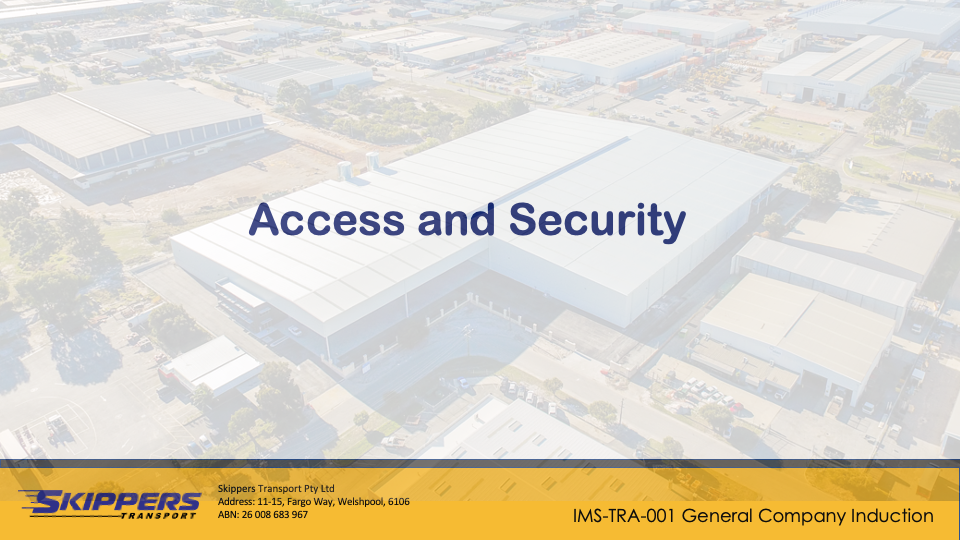 Access and Security
SKIPPERS
TRANSPORT
Skippers Transport Pty Ltd
Address: 11-15, Fargo Way, Welshpool, 6106
ABN: 26 008 683 967
IMS-TRA-001 General Company Induction